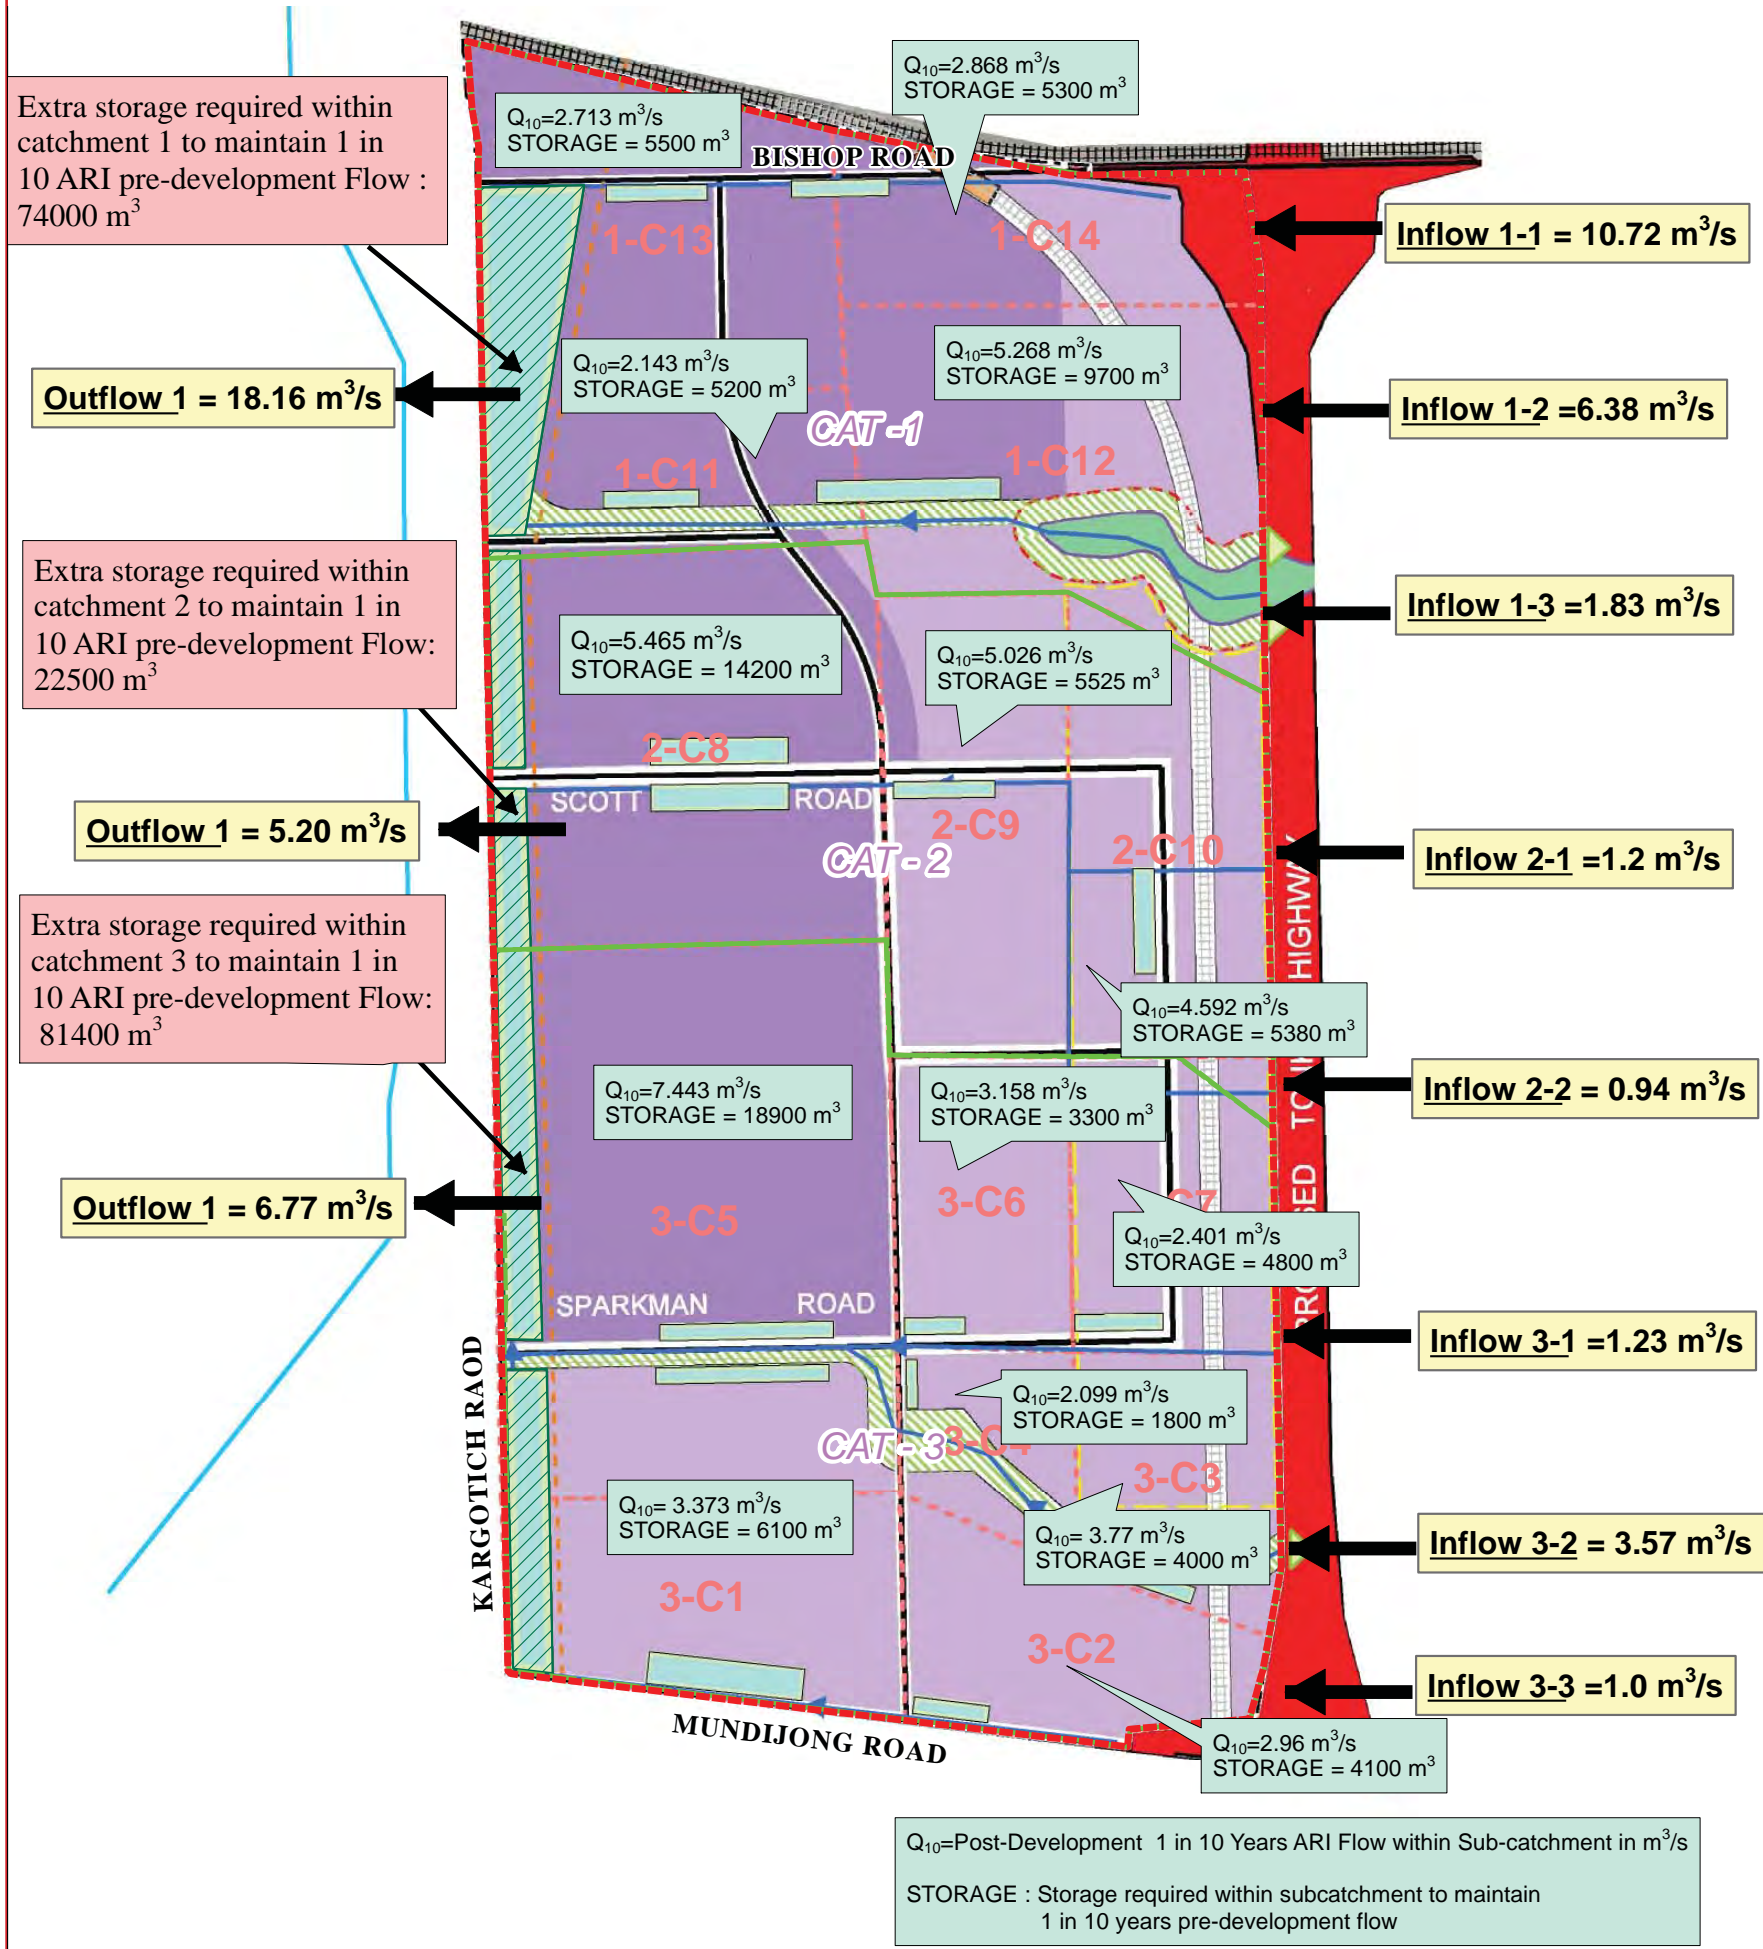 Extra storage required within
catchment 1 to maintain 1 in
10 ARI pre-development Flow :
74000 m³
Q₁₀=2.713 m³/s
STORAGE = 5500 m³
Q₁₀=2.868 m³/s
STORAGE = 5300 m³
BISHOP ROAD
1-C13
1-C14
Inflow 1-1 = 10.72 m³/s
Q₁₀=2.143 m³/s
STORAGE = 5200 m³
Q₁₀=5.268 m³/s
STORAGE = 9700 m³
Outflow 1 = 18.16 m³/s
Inflow 1-2 =6.38 m³/s
CAT -1
1-C11
1-C12
Extra storage required within
catchment 2 to maintain 1 in
10 ARI pre-development Flow:
22500 m³
Inflow 1-3 =1.83 m³/s
Q₁₀=5.465 m³/s
STORAGE = 14200 m³
Q₁₀=5.026 m³/s
STORAGE = 5525 m³
2-C8
SCOTT ROAD
2-C9
2-C10
Outflow 1 = 5.20 m³/s
CAT - 2
Inflow 2-1 =1.2 m³/s
HIGHWAY
Extra storage required within
catchment 3 to maintain 1 in
10 ARI pre-development Flow:
81400 m³
Q₁₀=4.592 m³/s
STORAGE = 5380 m³
Q₁₀=7.443 m³/s
STORAGE = 18900 m³
Q₁₀=3.158 m³/s
STORAGE = 3300 m³
Inflow 2-2 = 0.94 m³/s
Outflow 1 = 6.77 m³/s
3-C5
3-C6
C7
Q₁₀=2.401 m³/s
STORAGE = 4800 m³
SPARKMAN ROAD
Inflow 3-1 =1.23 m³/s
KARGOTICH RAOD
Q₁₀=2.099 m³/s
STORAGE = 1800 m³
CAT - 3
3-C4
3-C3
Q₁₀= 3.373 m³/s
STORAGE = 6100 m³
Q₁₀= 3.77 m³/s
STORAGE = 4000 m³
Inflow 3-2 = 3.57 m³/s
3-C1
3-C2
Inflow 3-3 =1.0 m³/s
MUNDIJONG ROAD
Q₁₀=2.96 m³/s
STORAGE = 4100 m³
Q₁₀=Post-Development 1 in 10 Years ARI Flow within Sub-catchment in m³/s
STORAGE : Storage required within subcatchment to maintain
1 in 10 years pre-development flow